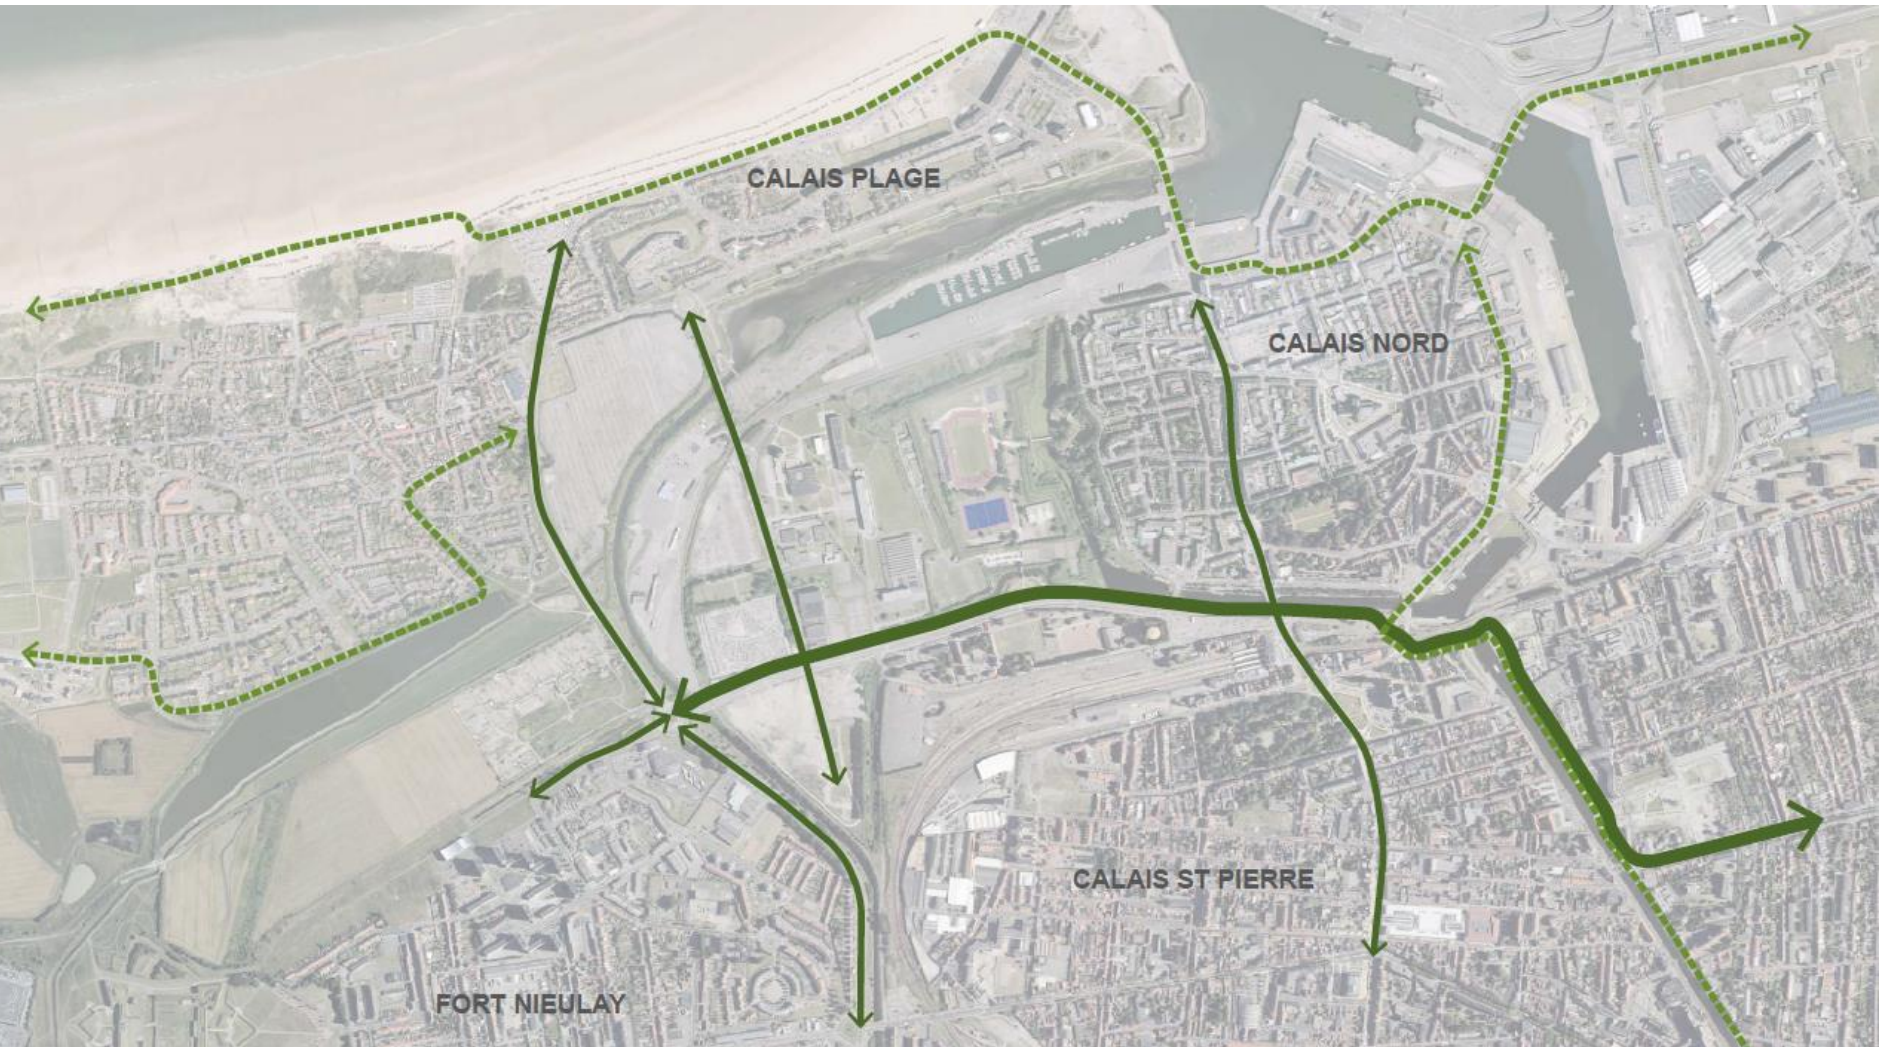 CALAIS PLAGE
CALAIS NORD
CALAIS ST PIERRE
FORT NIEULAY